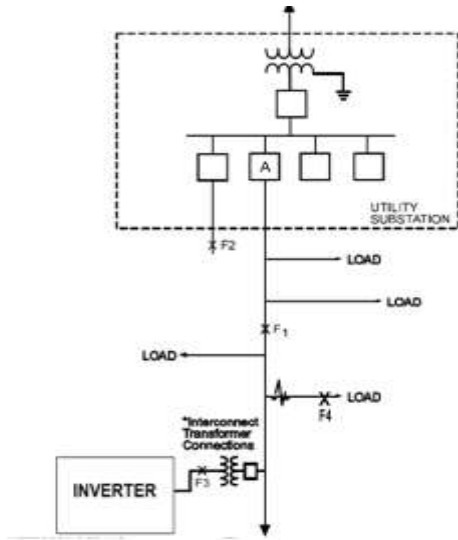 A
UTILITY
SUBSTATION
F2
LOAD
LOAD
F1
LOAD
LOAD
F4
*Interconnect
Transformer
Connections
F3
INVERTER